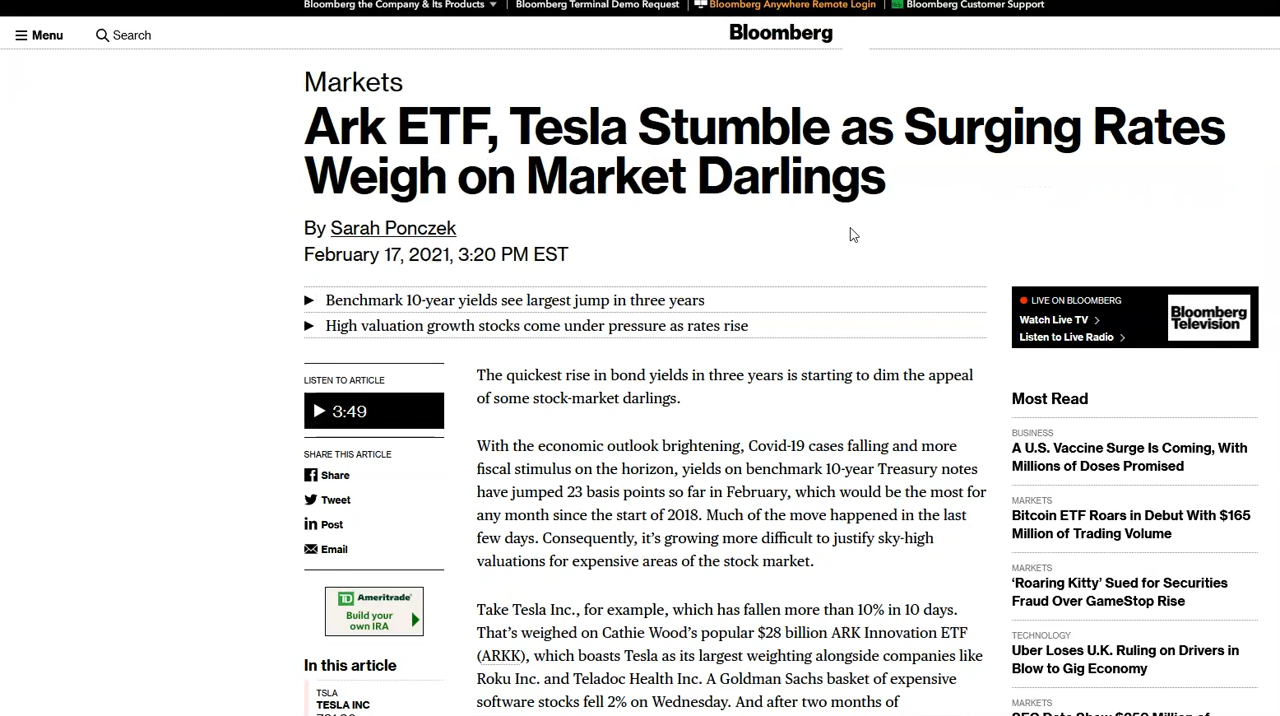 Bloomberg the Company & Its Products ▼ | Bloomberg Terminal Demo Request | Bloomberg Anywhere Remote Login | Bloomberg Customer Support
Menu Search Bloomberg
Markets
Ark ETF, Tesla Stumble as Surging Rates
Weigh on Market Darlings
By Sarah Ponczek
February 17, 2021, 3:20 PM EST
▶ Benchmark 10-year yields see largest jump in three years
▶ High valuation growth stocks come under pressure as rates rise
LISTEN TO ARTICLE
3:49
SHARE THIS ARTICLE
Share
Tweet
Post
Email
TD Ameritrade
Build your
own IRA
In this article
TSLA
TESLA INC
The quickest rise in bond yields in three years is starting to dim the appeal
of some stock-market darlings.
With the economic outlook brightening, Covid-19 cases falling and more
fiscal stimulus on the horizon, yields on benchmark 10-year Treasury notes
have jumped 23 basis points so far in February, which would be the most for
any month since the start of 2018. Much of the move happened in the last
few days. Consequently, it's growing more difficult to justify sky-high
valuations for expensive areas of the stock market.
Take Tesla Inc., for example, which has fallen more than 10% in 10 days.
That's weighed on Cathie Wood's popular $28 billion ARK Innovation ETF
(ARKK), which boasts Tesla as its largest weighting alongside companies like
Roku Inc. and Teladoc Health Inc. A Goldman Sachs basket of expensive
software stocks fell 2% on Wednesday. And after two months of
LIVE ON BLOOMBERG
Watch Live TV >
Listen to Live Radio >
Bloomberg
Television
Most Read
BUSINESS
A U.S. Vaccine Surge Is Coming, With
Millions of Doses Promised
MARKETS
Bitcoin ETF Roars in Debut With $165
Million of Trading Volume
MARKETS
'Roaring Kitty' Sued for Securities
Fraud Over GameStop Rise
TECHNOLOGY
Uber Loses U.K. Ruling on Drivers in
Blow to Gig Economy
MARKETS